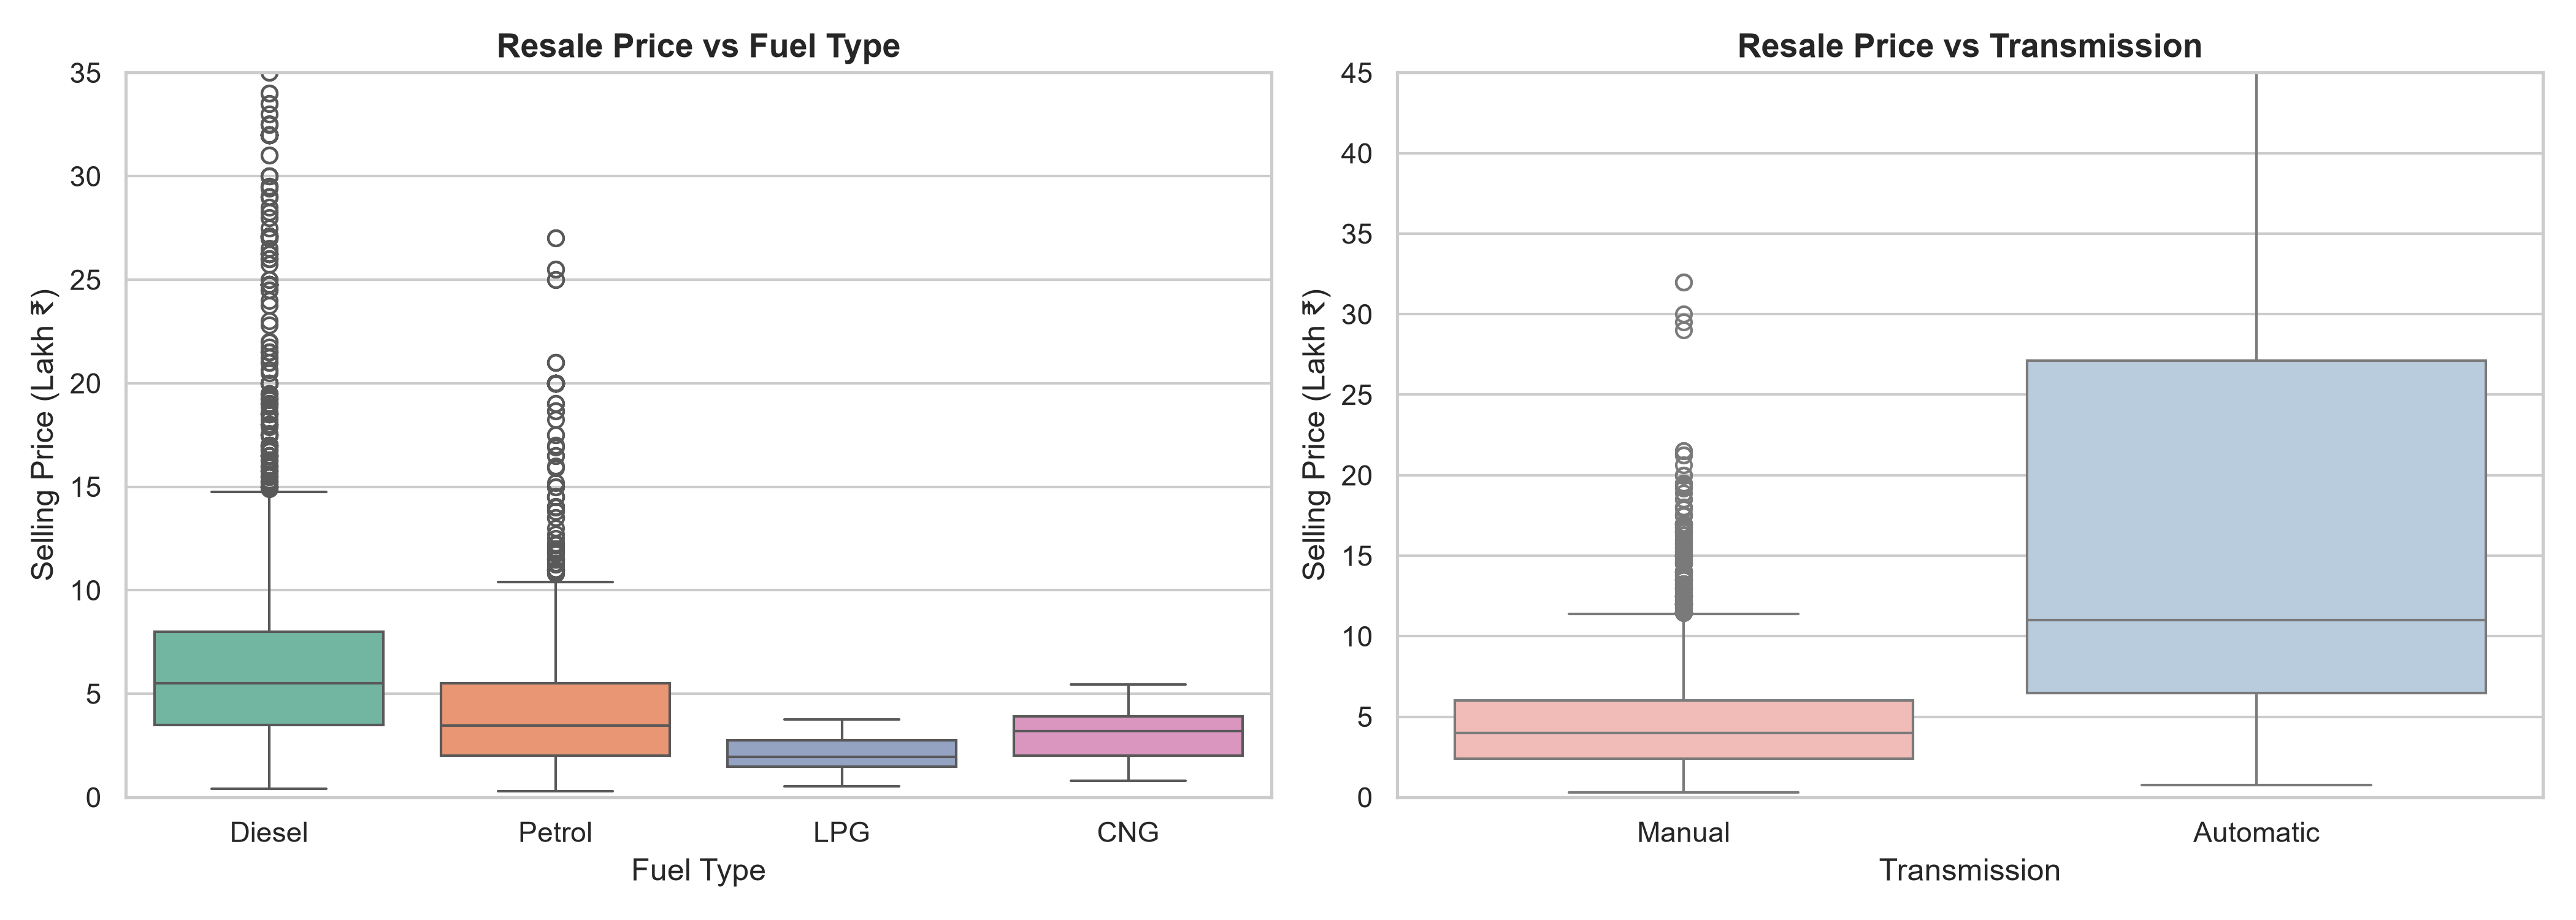 Resale Price vs Fuel Type
Selling Price (Lakh ₹)
35
30
25
20
15
10
5
0
Diesel
Petrol
LPG
CNG
Fuel Type
Resale Price vs Transmission
Selling Price (Lakh ₹)
45
40
35
30
25
20
15
10
5
0
Manual
Automatic
Transmission